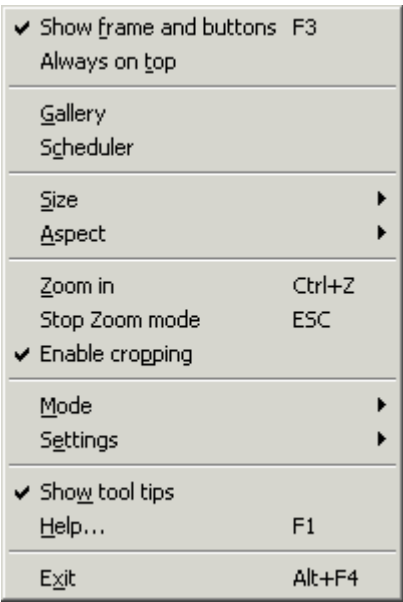 Show frame and buttons F3
Always on top
Gallery
Scheduler
Size
Aspect
Zoom in Ctrl+Z
Stop Zoom mode ESC
Enable cropping
Mode
Settings
Show tool tips
Help... F1
Exit Alt+F4